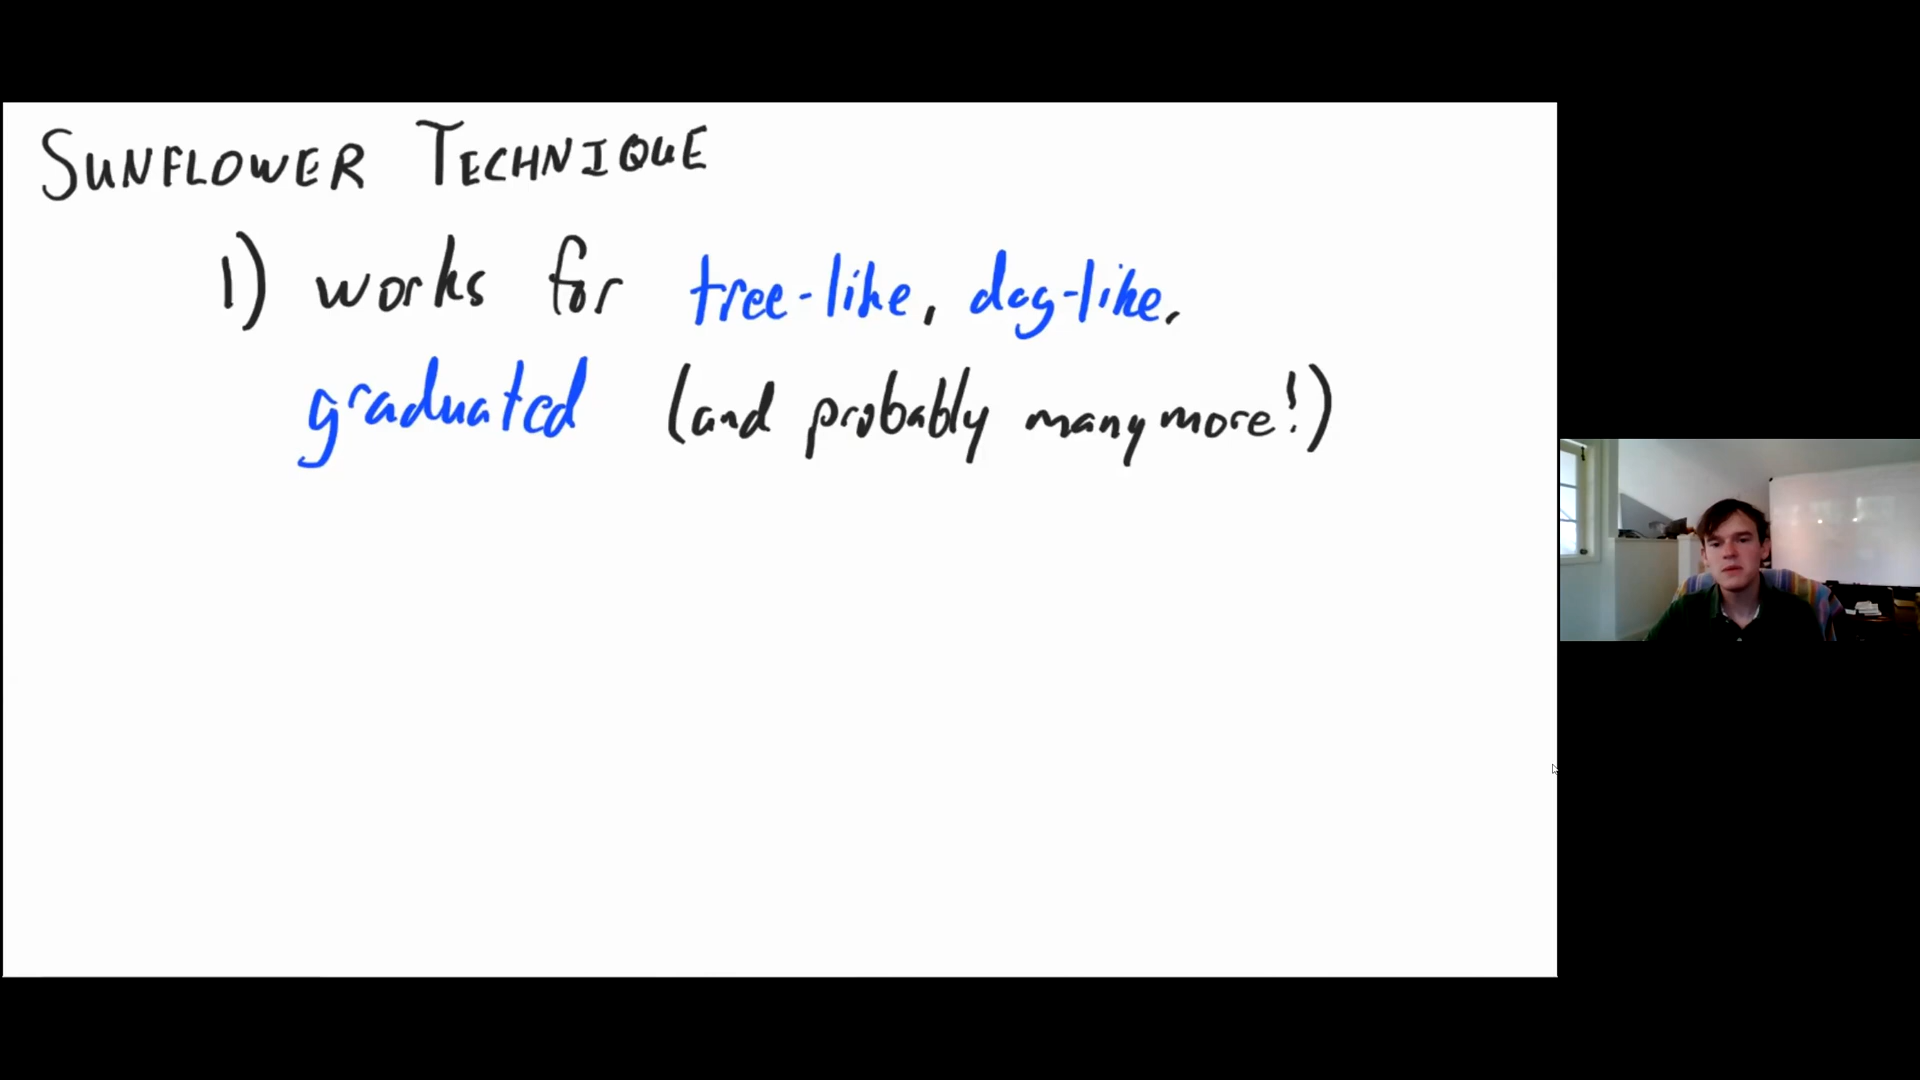 SUNFLOWER TECHNIQUE
1) works for tree-like, dag-like,
graduated (and probably many more!)